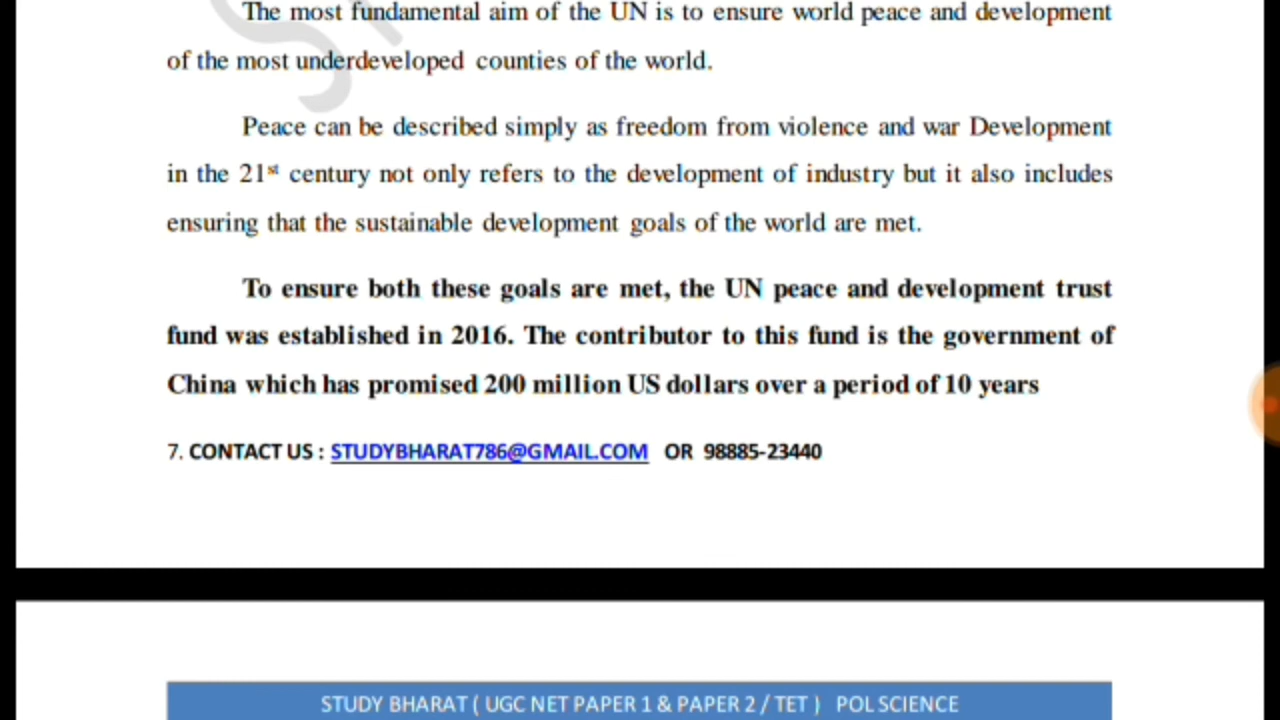 The most fundamental aim of the UN is to ensure world peace and development
of the most underdeveloped counties of the world.
Peace can be described simply as freedom from violence and war Development
in the 21st century not only refers to the development of industry but it also includes
ensuring that the sustainable development goals of the world are met.
To ensure both these goals are met, the UN peace and development trust
fund was established in 2016. The contributor to this fund is the government of
China which has promised 200 million US dollars over a period of 10 years
7. CONTACT US : STUDYBHARAT786@GMAIL.COM OR 98885-23440
STUDY BHARAT ( UGC NET PAPER 1 & PAPER 2 / TET ) POL SCIENCE